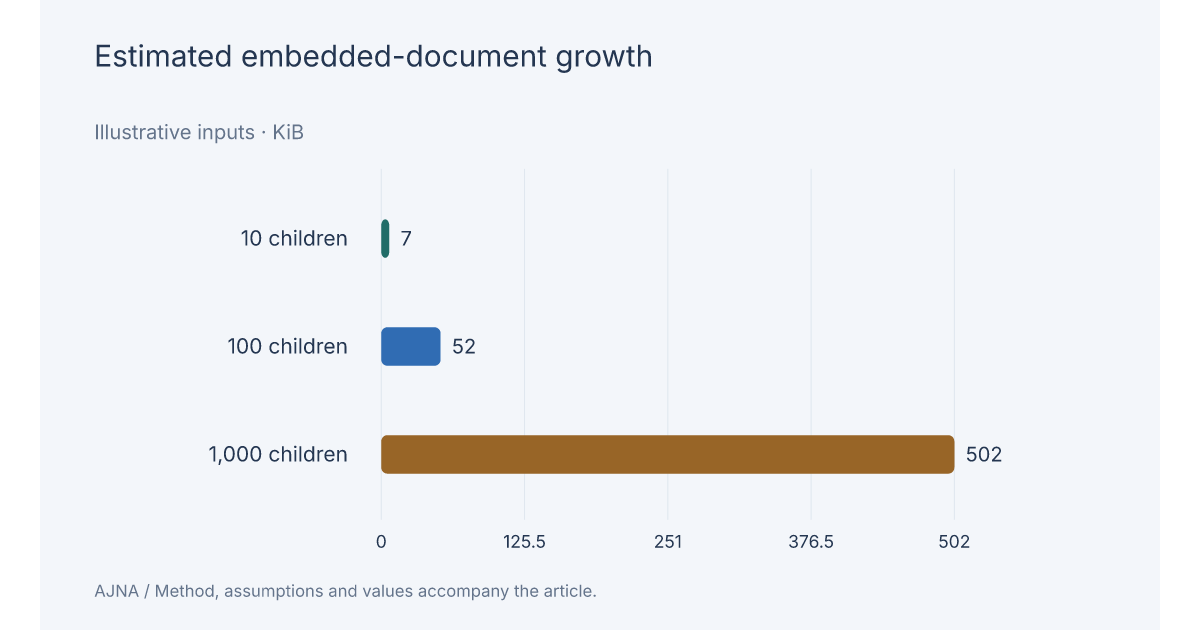 Estimated embedded-document growth
Illustrative inputs · KiB
10 children 7
100 children 52
1,000 children 502
0 125.5 251 376.5 502
AJNA / Method, assumptions and values accompany the article.